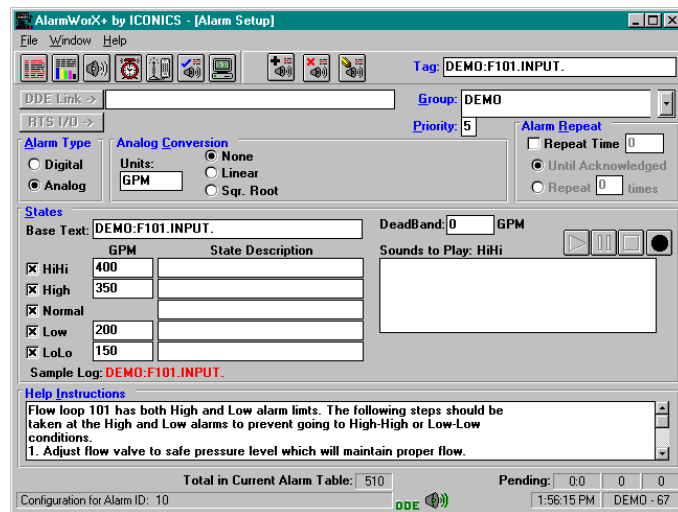 AlarmWorX+ by ICONICS - [Alarm Setup]
File Window Help
Tag: DEMO:F101.INPUT.
DDE Link ->
Group: DEMO
RTS I/O ->
Priority: 5
Alarm Type
Digital
Analog
Analog Conversion
Units:
GPM
None
Linear
Sqr. Root
Alarm Repeat
Repeat Time 0
Until Acknowledged
Repeat 0 times
States
Base Text: DEMO:F101.INPUT.
DeadBand: 0 GPM
GPM State Description
Sounds to Play: HiHi
HiHi 400
High 350
Normal
Low 200
LoLo 150
Sample Log: DEMO:F101.INPUT.
Help Instructions
Flow loop 101 has both High and Low alarm limts. The following steps should be
taken at the High and Low alarms to prevent going to High-High or Low-Low
conditions.
1. Adjust flow valve to safe pressure level which will maintain proper flow.
Total in Current Alarm Table: 510
Pending: 0:0 0 0
Configuration for Alarm ID: 10
DDE
1:56:15 PM
DEMO - 67